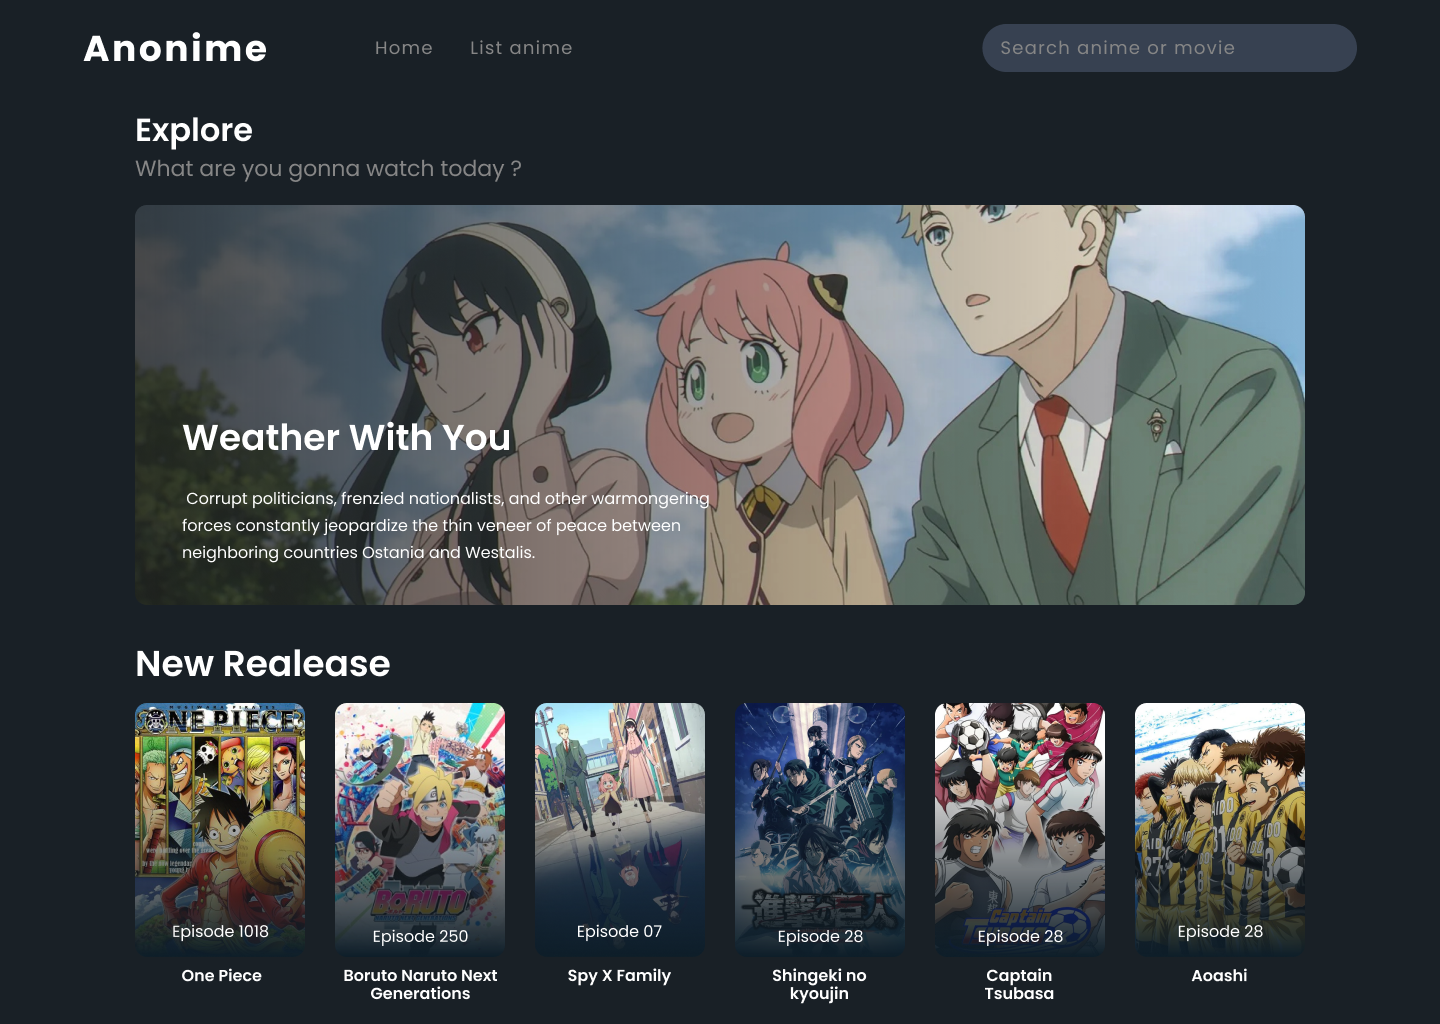 Anonime
Home
List anime
Search anime or movie
Explore
What are you gonna watch today ?
Weather With You
Corrupt politicians, frenzied nationalists, and other warmongering
forces constantly jeopardize the thin veneer of peace between
neighboring countries Ostania and Westalis.
New Realease
ONE PIECE
Episode 1018
One Piece
BORUTO
Episode 250
Boruto Naruto Next
Generations
Episode 07
Spy X Family
進撃の巨人
Episode 28
Shingeki no
kyoujin
Captain
Episode 28
Captain
Tsubasa
Episode 28
Aoashi